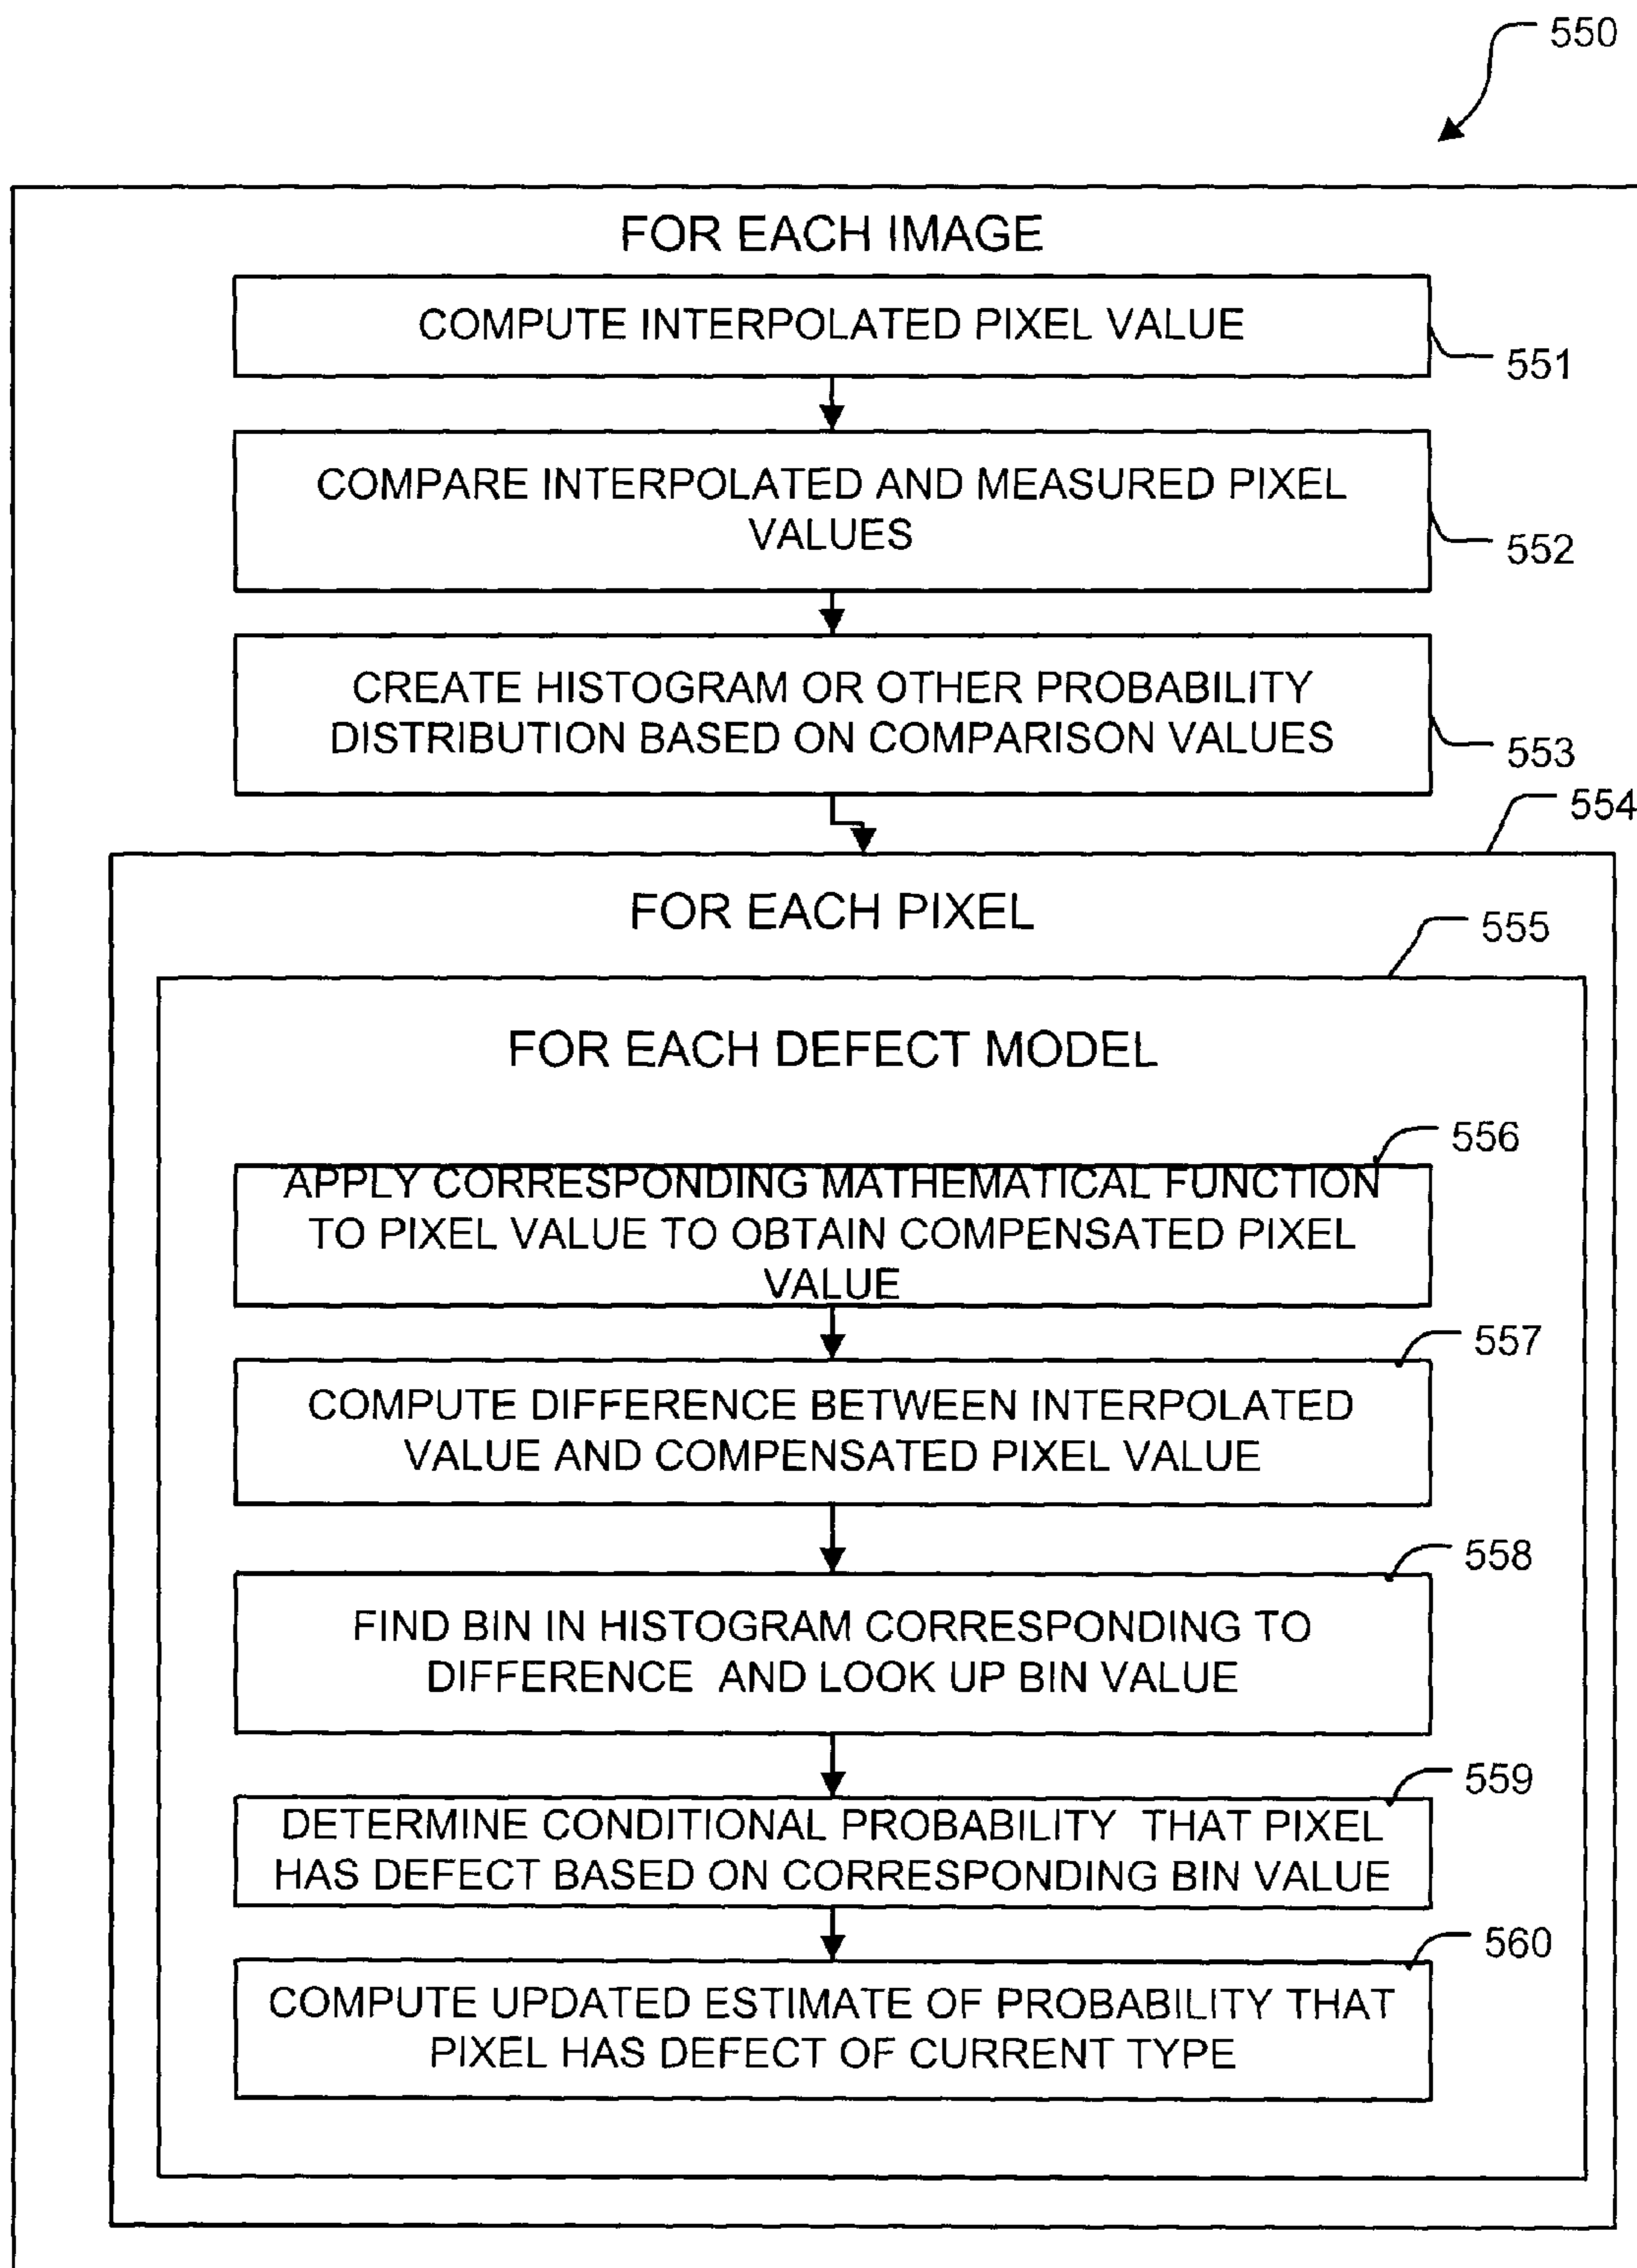 550
FOR EACH IMAGE
COMPUTE INTERPOLATED PIXEL VALUE
551
COMPARE INTERPOLATED AND MEASURED PIXEL
VALUES
552
CREATE HISTOGRAM OR OTHER PROBABILITY
DISTRIBUTION BASED ON COMPARISON VALUES
553
554
FOR EACH PIXEL
555
FOR EACH DEFECT MODEL
556
APPLY CORRESPONDING MATHEMATICAL FUNCTION
TO PIXEL VALUE TO OBTAIN COMPENSATED PIXEL
VALUE
557
COMPUTE DIFFERENCE BETWEEN INTERPOLATED
VALUE AND COMPENSATED PIXEL VALUE
558
FIND BIN IN HISTOGRAM CORRESPONDING TO
DIFFERENCE AND LOOK UP BIN VALUE
559
DETERMINE CONDITIONAL PROBABILITY THAT PIXEL
HAS DEFECT BASED ON CORRESPONDING BIN VALUE
560
COMPUTE UPDATED ESTIMATE OF PROBABILITY THAT
PIXEL HAS DEFECT OF CURRENT TYPE